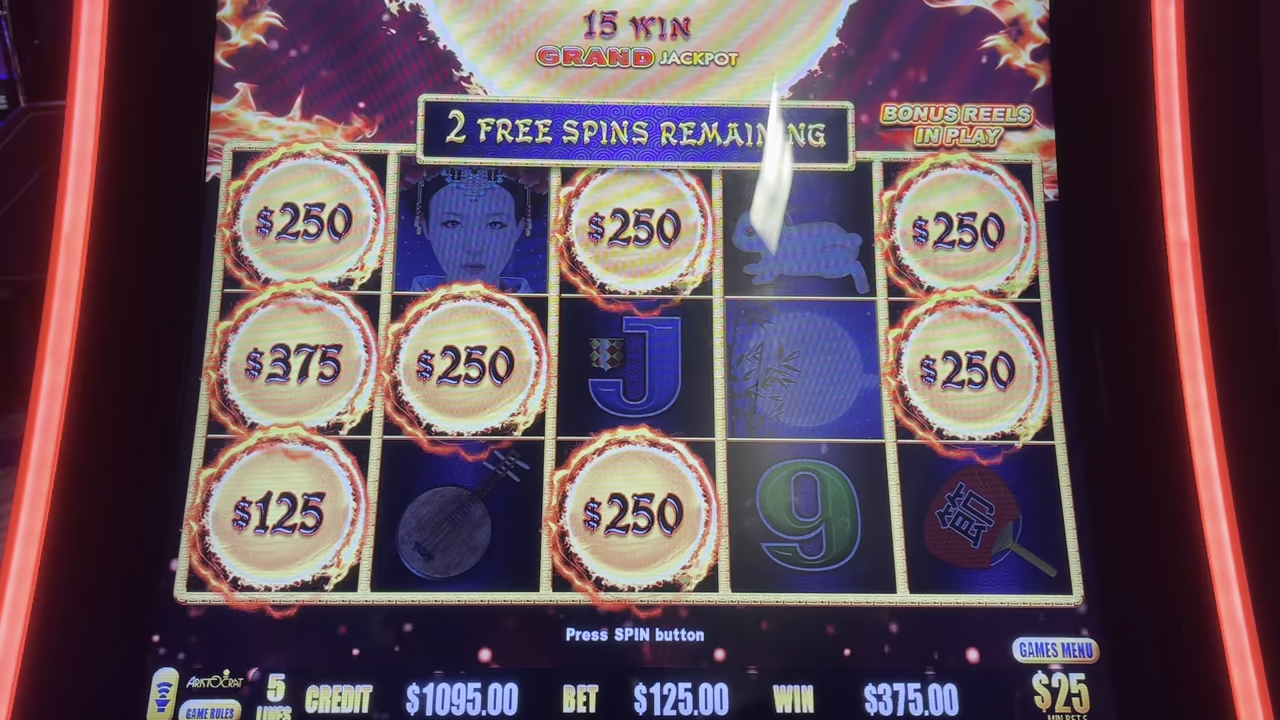 15 WIN
GRAND JACKPOT
2 FREE SPINS REMAINING
BONUS REELS
IN PLAY
$250
$250
$250
$375
$250
J
$250
$125
$250
9
Press SPIN button
GAMES MENU
ARISTOCRAT
GAME RULES
5
LINES
CREDIT $1095.00 BET $125.00 WIN $375.00
$25